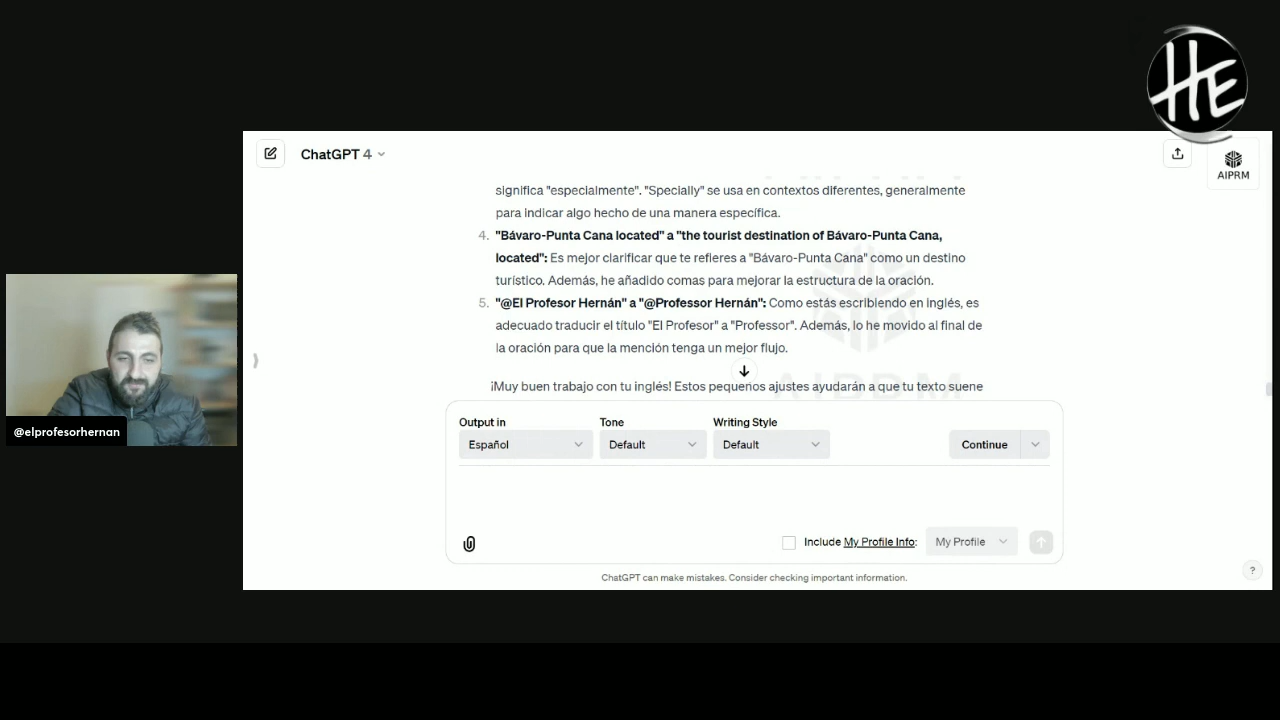 HE
ChatGPT 4
AIPRM
significa "especialmente". "Specially" se usa en contextos diferentes, generalmente
para indicar algo hecho de una manera específica.
4. "Bávaro-Punta Cana located" a "the tourist destination of Bávaro-Punta Cana,
located": Es mejor clarificar que te refieres a "Bávaro-Punta Cana" como un destino
turístico. Además, he añadido comas para mejorar la estructura de la oración.
5. "@El Profesor Hernán" a "@Professor Hernán": Como estás escribiendo en inglés, es
adecuado traducir el título "El Profesor" a "Professor". Además, lo he movido al final de
la oración para que la mención tenga un mejor flujo.
¡Muy buen trabajo con tu inglés! Estos pequeños ajustes ayudarán a que tu texto suene
AIPRM
Output in
Tone
Writing Style
Español
Default
Default
Continue
@elprofesorhernan
Include My Profile Info:
My Profile
ChatGPT can make mistakes. Consider checking important information.
?